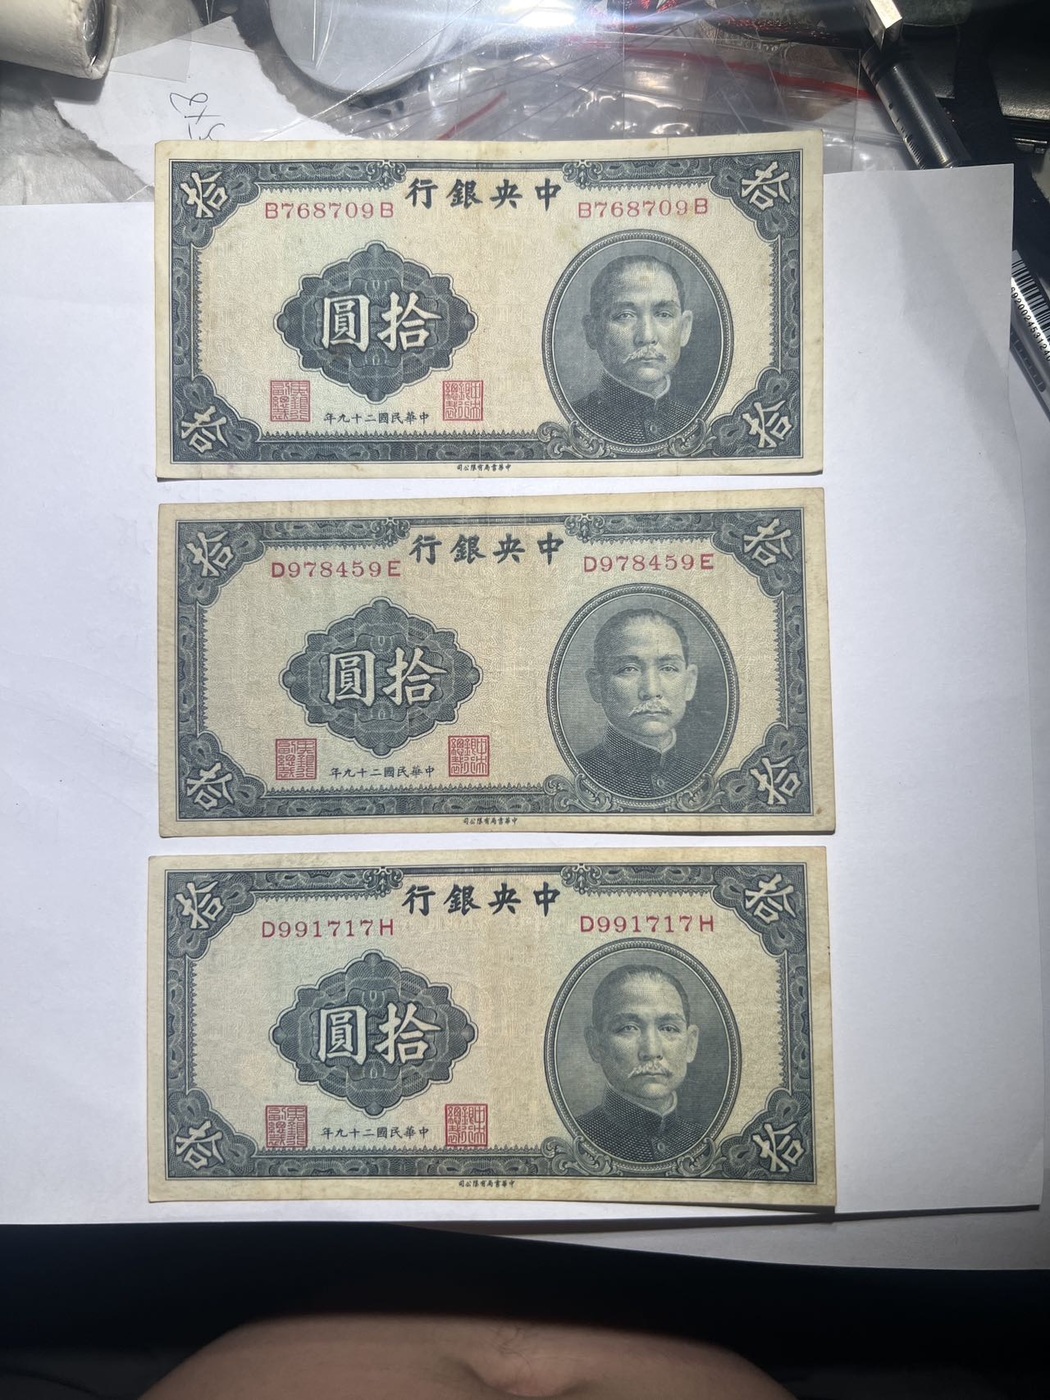 行銀央中
拾 拾
B768709B B768709B
圓拾
年九十二國民華中
拾 拾
司公限有局書華中
行銀央中
拾 拾
D978459E D978459E
圓拾
年九十二國民華中
拾 拾
司公限有局書華中
行銀央中
拾 拾
D991717H D991717H
圓拾
年九十二國民華中
拾 拾
司公限有局書華中